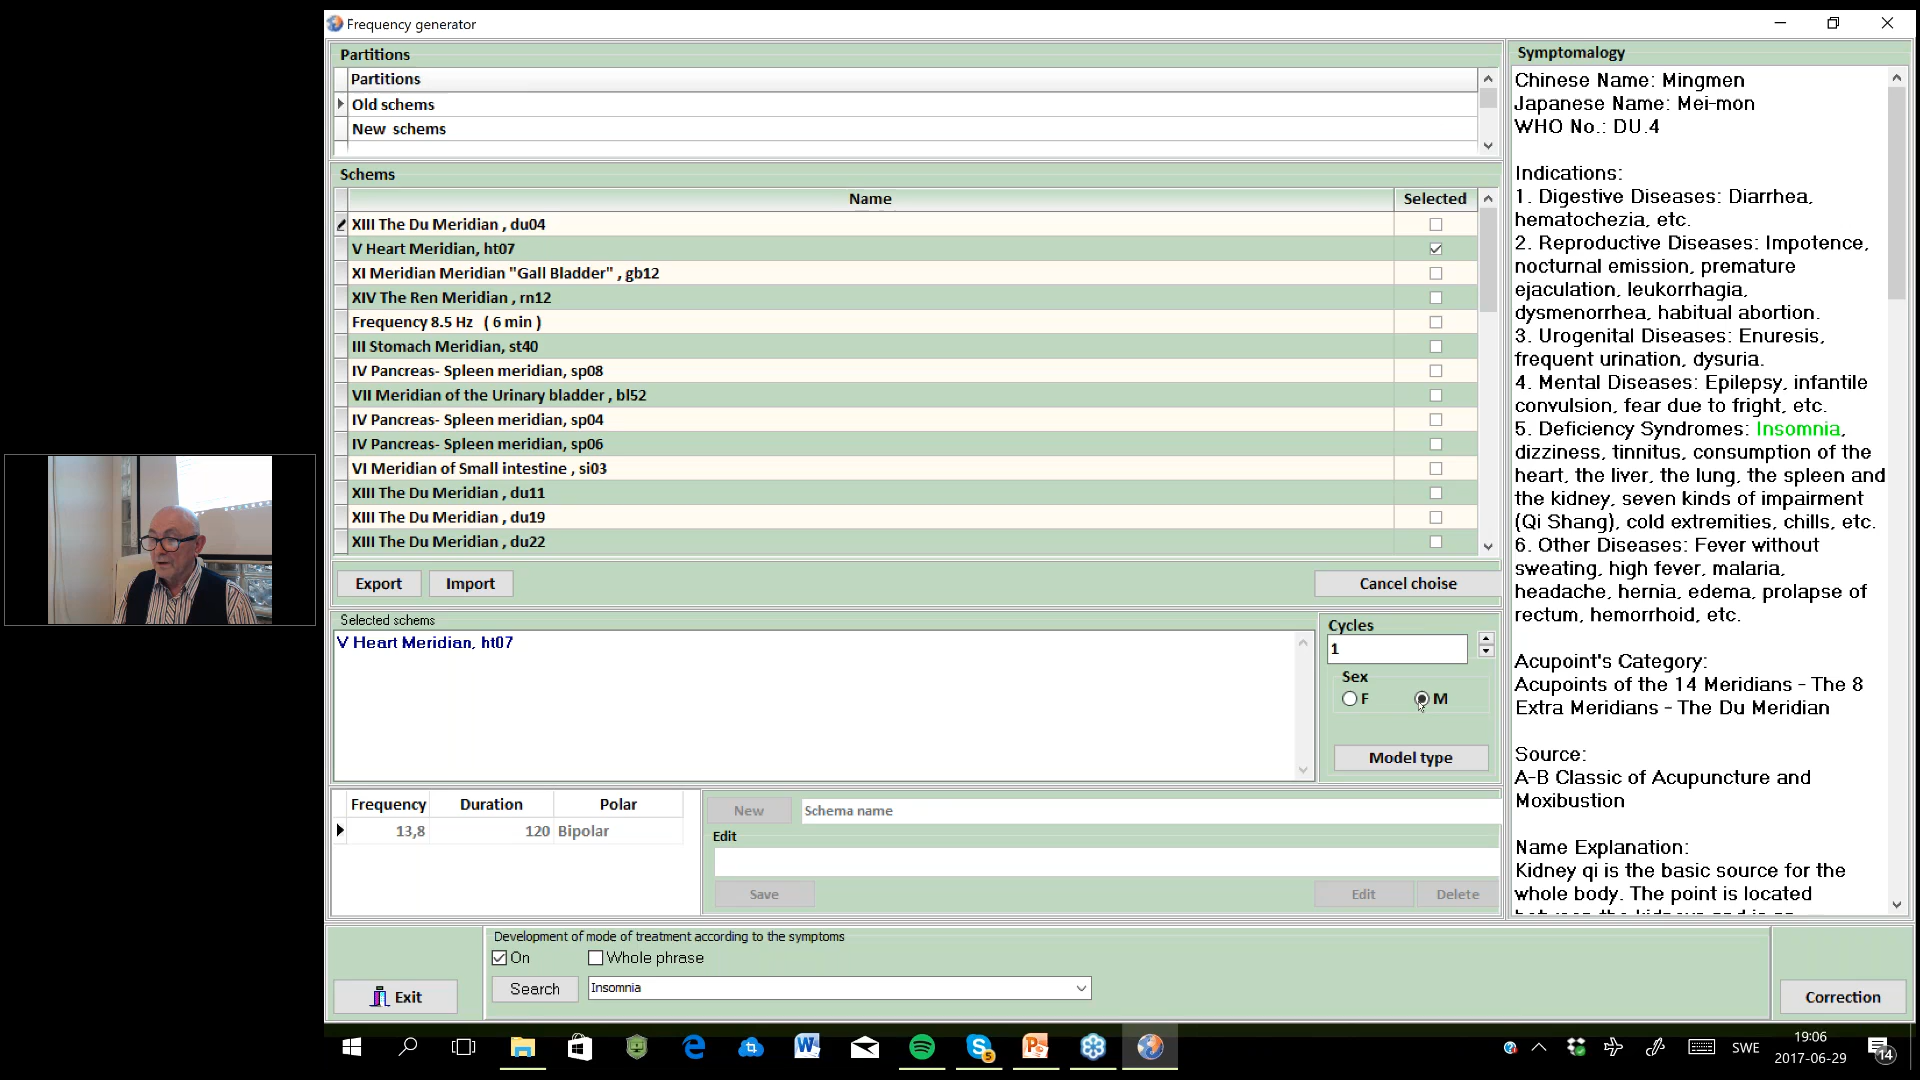 Frequency generator
Partitions
Partitions
Old schems
New schems
Schems
Name
Selected
XIII The Du Meridian , du04
V Heart Meridian, ht07
XI Meridian Meridian "Gall Bladder" , gb12
XIV The Ren Meridian , rn12
Frequency 8.5 Hz ( 6 min )
III Stomach Meridian, st40
IV Pancreas- Spleen meridian, sp08
VII Meridian of the Urinary bladder , bl52
IV Pancreas- Spleen meridian, sp04
IV Pancreas- Spleen meridian, sp06
VI Meridian of Small intestine , si03
XIII The Du Meridian , du11
XIII The Du Meridian , du19
XIII The Du Meridian , du22
Export
Import
Cancel choise
Selected schems
V Heart Meridian, ht07
Cycles
1
Sex
F
M
Model type
Frequency Duration Polar
13,8 120 Bipolar
New
Schema name
Edit
Save
Edit
Delete
Development of mode of treatment according to the symptoms
On
Whole phrase
Search
Insomnia
Exit
Correction
Symptomalogy
Chinese Name: Mingmen
Japanese Name: Mei-mon
WHO No.: DU.4
Indications:
1. Digestive Diseases: Diarrhea,
hematochezia, etc.
2. Reproductive Diseases: Impotence,
nocturnal emission, premature
ejaculation, leukorrhagia,
dysmenorrhea, habitual abortion.
3. Urogenital Diseases: Enuresis,
frequent urination, dysuria.
4. Mental Diseases: Epilepsy, infantile
convulsion, fear due to fright, etc.
5. Deficiency Syndromes: Insomnia,
dizziness, tinnitus, consumption of the
heart, the liver, the lung, the spleen and
the kidney, seven kinds of impairment
(Qi Shang), cold extremities, chills, etc.
6. Other Diseases: Fever without
sweating, high fever, malaria,
headache, hernia, edema, prolapse of
rectum, hemorrhoid, etc.
Acupoint's Category:
Acupoints of the 14 Meridians - The 8
Extra Meridians - The Du Meridian
Source:
A-B Classic of Acupuncture and
Moxibustion
Name Explanation:
Kidney qi is the basic source for the
whole body. The point is located
5
SWE
19:06
2017-06-29
14